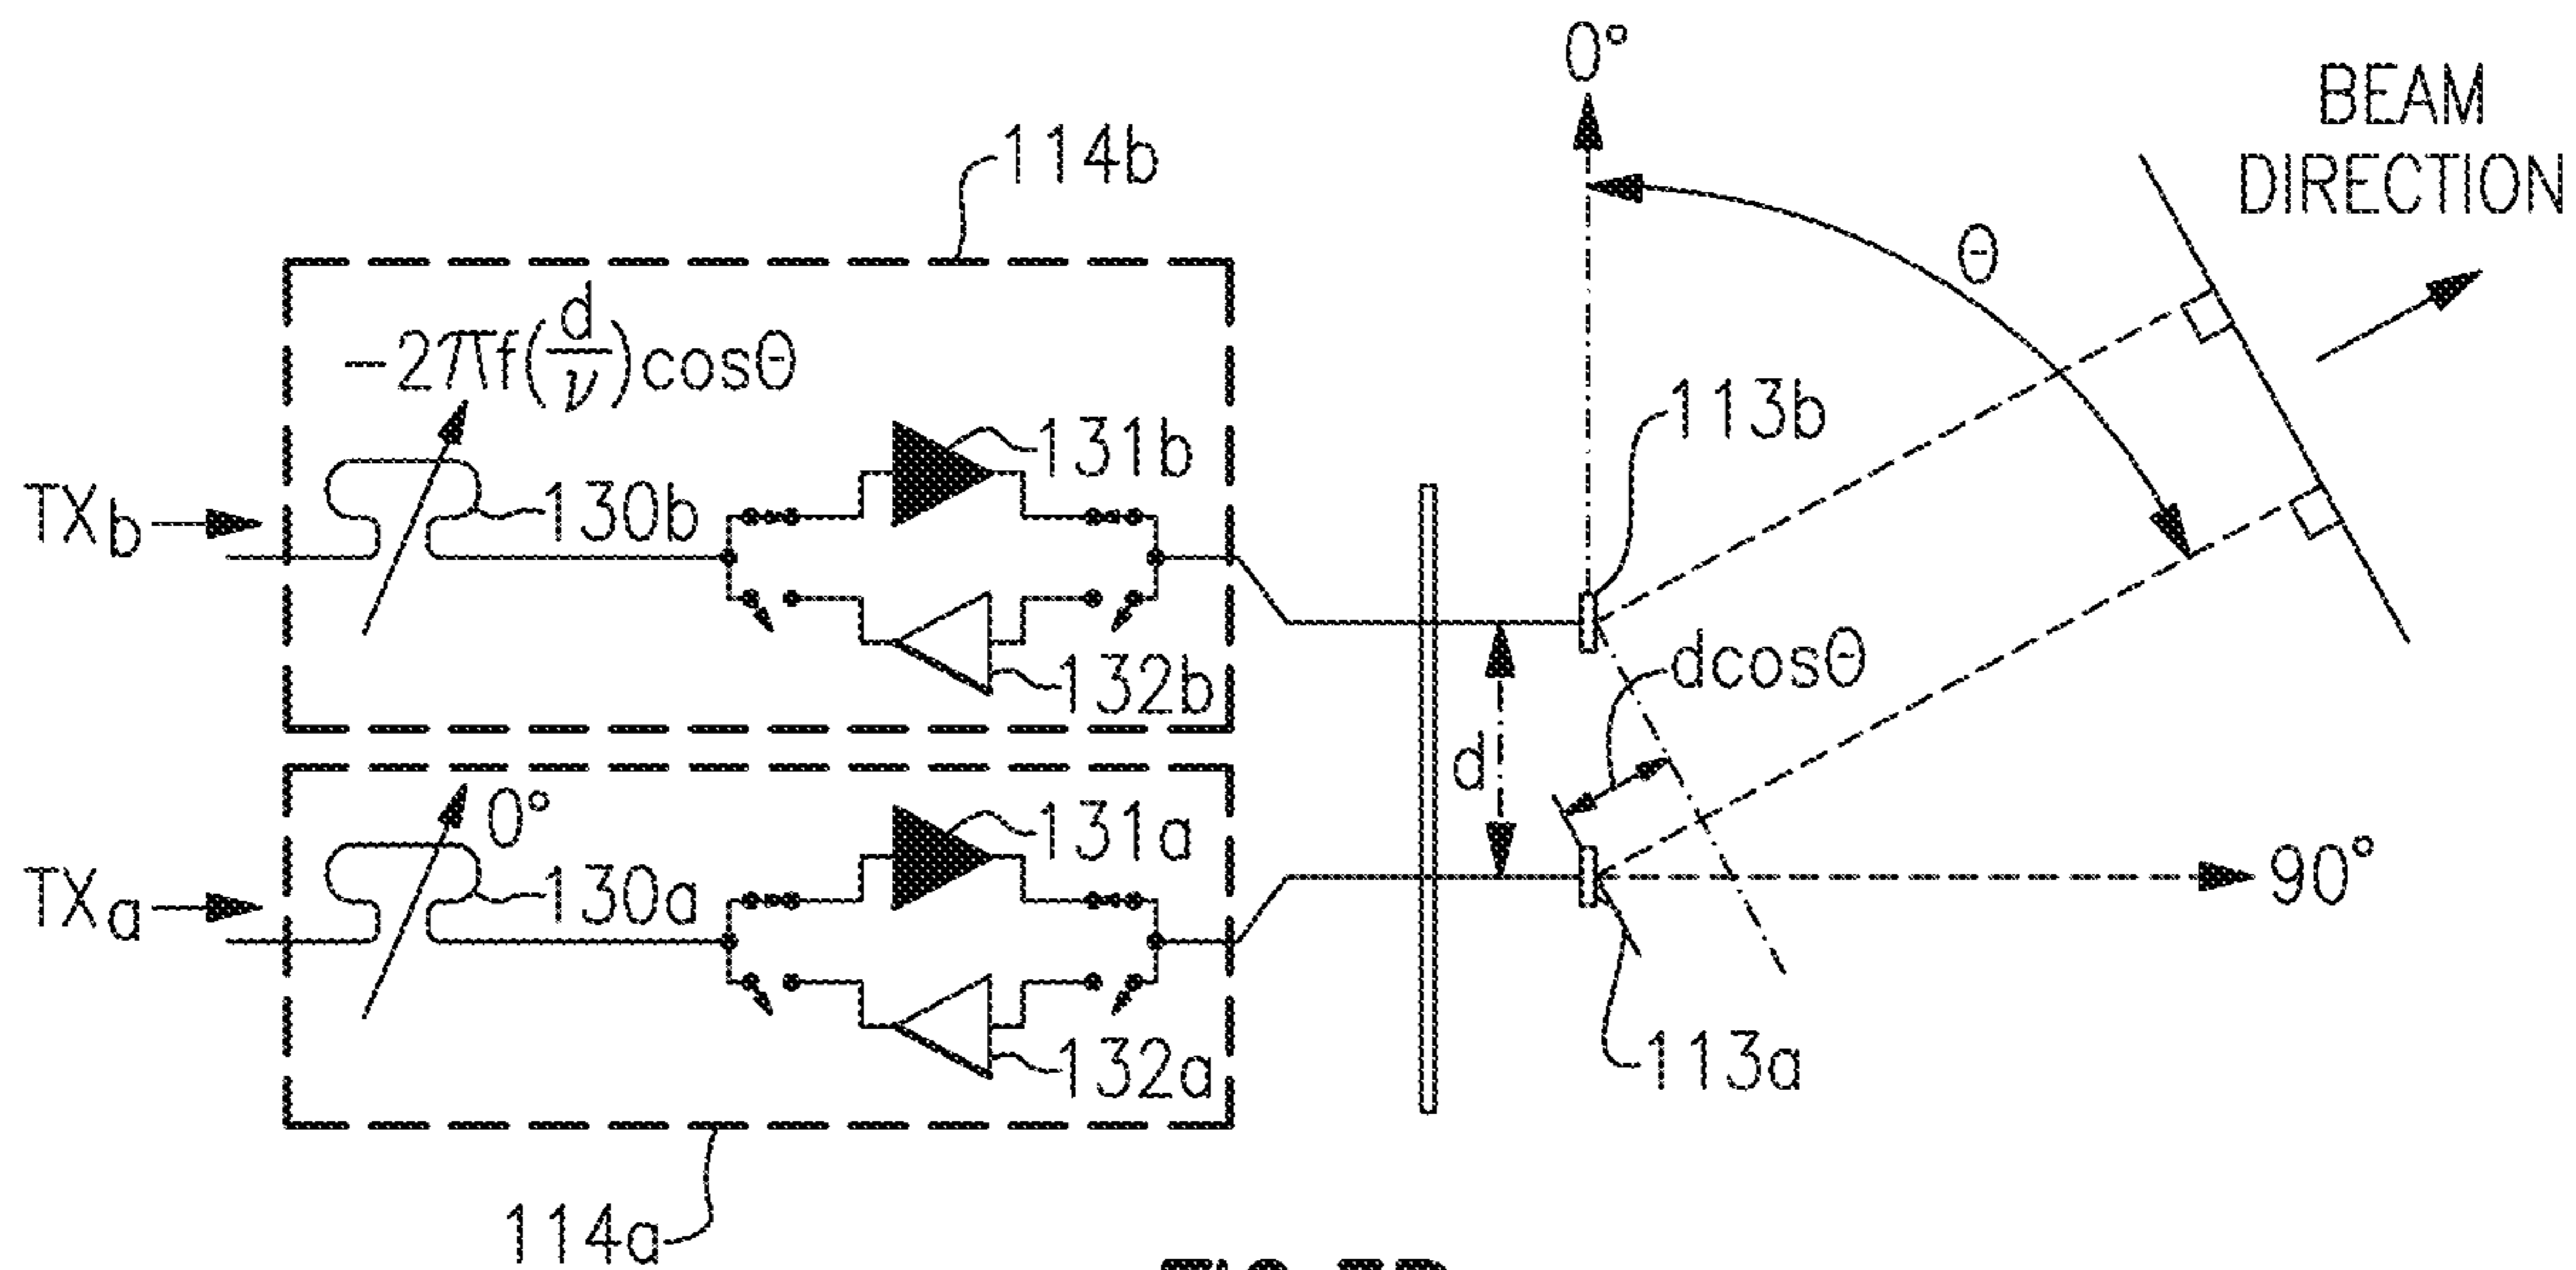 0°
BEAM
DIRECTION
114b
θ
-2πf(d/ν)cosθ
131b
113b
TXb
130b
dcosθ
132b
d
0°
131a
TXa
130a
90°
132a
113a
114a